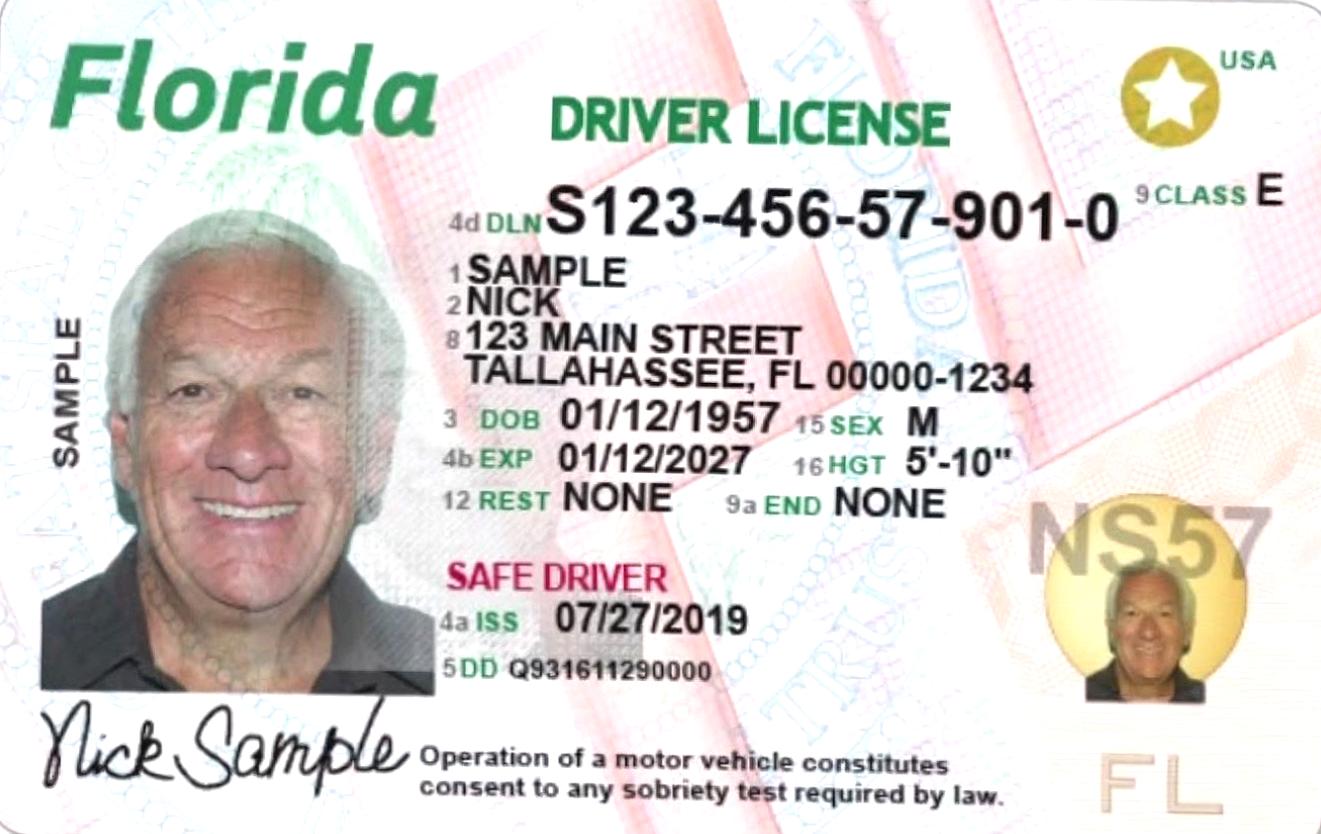 Florida
DRIVER LICENSE
USA
4d DLN S123-456-57-901-0
9 CLASS E
1 SAMPLE
2 NICK
8 123 MAIN STREET
TALLAHASSEE, FL 00000-1234
3 DOB 01/12/1957 15 SEX M
4b EXP 01/12/2027 16 HGT 5'-10"
12 REST NONE 9a END NONE
SAMPLE
SAFE DRIVER
4a ISS 07/27/2019
5 DD Q931611290000
NS57
FL
Nick Sample
Operation of a motor vehicle constitutes
consent to any sobriety test required by law.